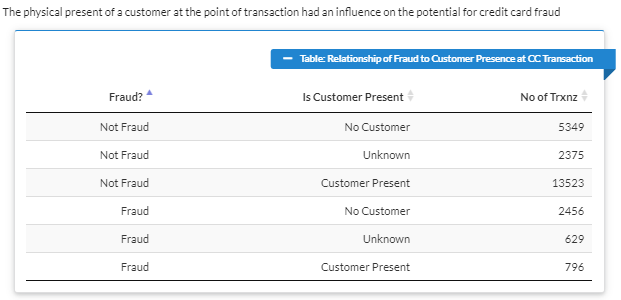 The physical present of a customer at the point of transaction had an influence on the potential for credit card fraud
Table: Relationship of Fraud to Customer Presence at CC Transaction
Fraud? Is Customer Present No of Trxnz
Not Fraud No Customer 5349
Not Fraud Unknown 2375
Not Fraud Customer Present 13523
Fraud No Customer 2456
Fraud Unknown 629
Fraud Customer Present 796